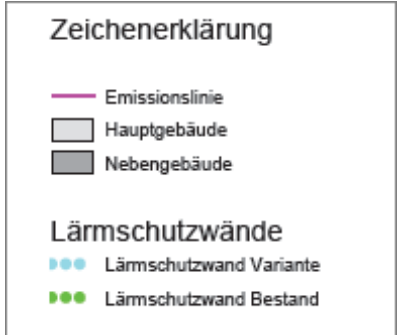 Zeichenerklärung
Emissionslinie
Hauptgebäude
Nebengebäude
Lärmschutzwände
Lärmschutzwand Variante
Lärmschutzwand Bestand